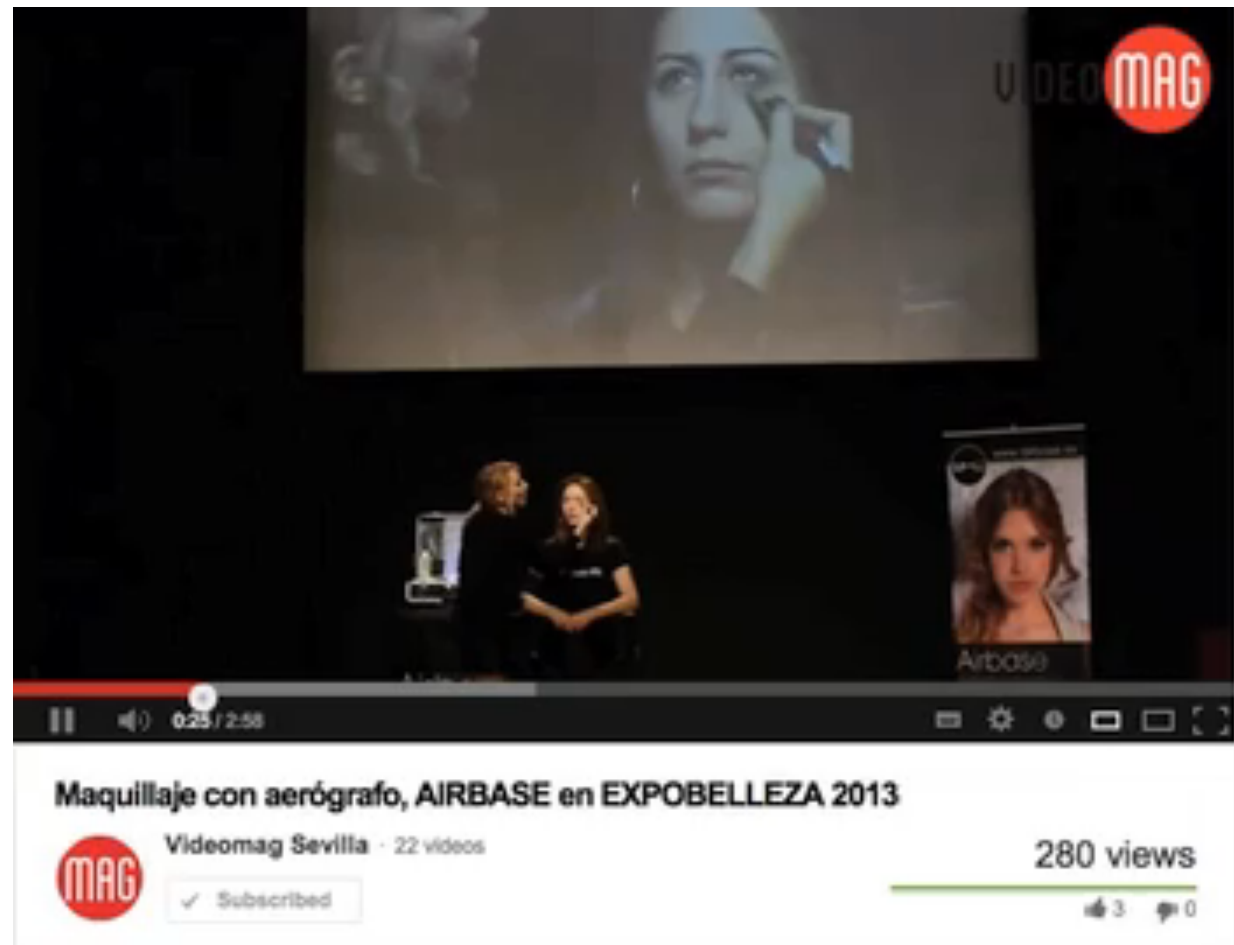 VIDEO MAG
Airbase
0:25 / 2:58
Maquillaje con aerógrafo, AIRBASE en EXPOBELLEZA 2013
MAG
Videomag Sevilla · 22 videos
280 views
Subscribed
3 0